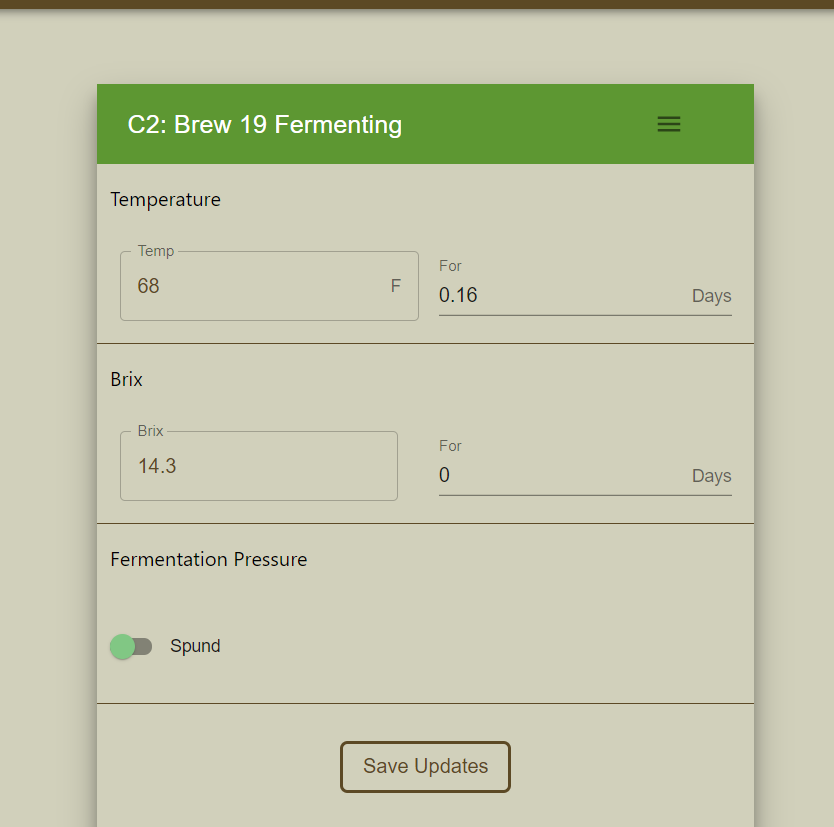 C2: Brew 19 Fermenting
Temperature
Temp
68 F
For
0.16 Days
Brix
Brix
14.3
For
0 Days
Fermentation Pressure
Spund
Save Updates